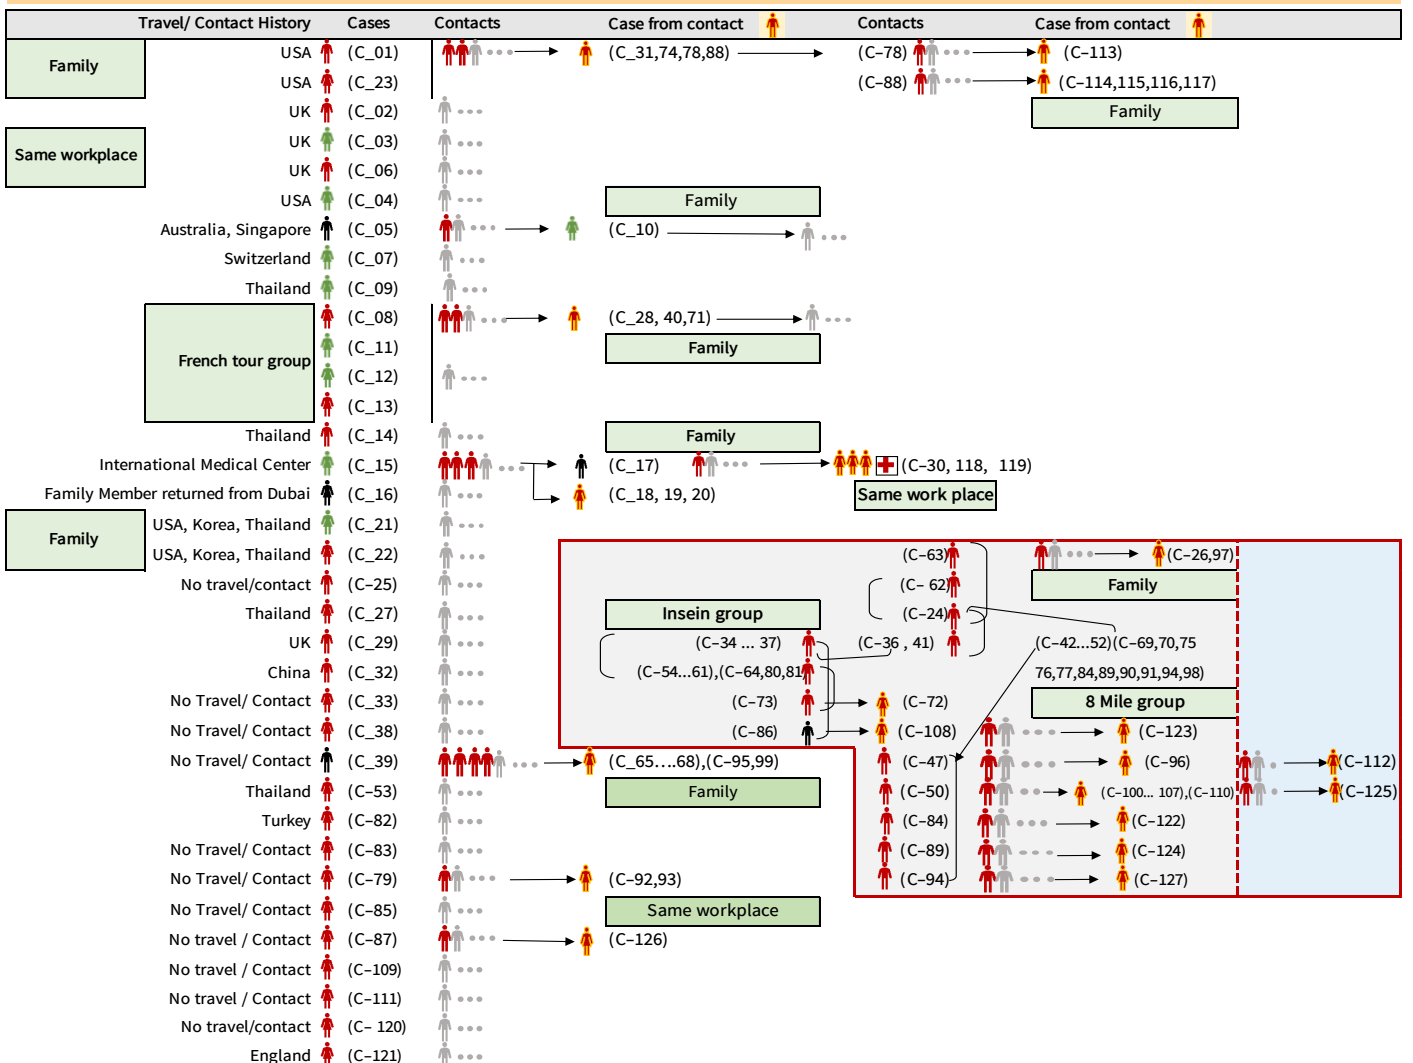 Travel/ Contact History Cases Contacts Case from contact Contacts Case from contact
Family
USA (C_01) (C_31,74,78,88) (C-78) (C-113)
USA (C_23) (C-88) (C-114,115,116,117)
UK (C_02) Family
Same workplace
UK (C_03)
UK (C_06)
USA (C_04) Family
Australia, Singapore (C_05) (C_10)
Switzerland (C_07)
Thailand (C_09)
French tour group
(C_08) (C_28, 40,71)
(C_11) Family
(C_12)
(C_13)
Thailand (C_14) Family
International Medical Center (C_15) (C_17) (C-30, 118, 119)
Family Member returned from Dubai (C_16) (C_18, 19, 20) Same work place
Family
USA, Korea, Thailand (C_21)
USA, Korea, Thailand (C_22) (C-63) (C-26,97)
No travel/contact (C-25) (C- 62) Family
Thailand (C_27) Insein group (C-24)
UK (C_29) (C-34 ... 37) (C-36 , 41) (C-42...52)(C-69,70,75
China (C_32) (C-54...61),(C-64,80,81) 76,77,84,89,90,91,94,98)
No Travel/ Contact (C_33) (C-73) (C-72) 8 Mile group
No Travel/ Contact (C_38) (C-86) (C-108) (C-123)
No Travel/ Contact (C_39) (C_65....68),(C-95,99) (C-47) (C-96) (C-112)
Thailand (C-53) Family (C-50) (C-100... 107),(C-110) (C-125)
Turkey (C-82) (C-84) (C-122)
No Travel/ Contact (C-83) (C-89) (C-124)
No Travel/ Contact (C-79) (C-92,93) (C-94) (C-127)
No Travel/ Contact (C-85) Same workplace
No travel / Contact (C-87) (C-126)
No travel / Contact (C-109)
No travel / Contact (C-111)
No travel/contact (C- 120)
England (C-121)